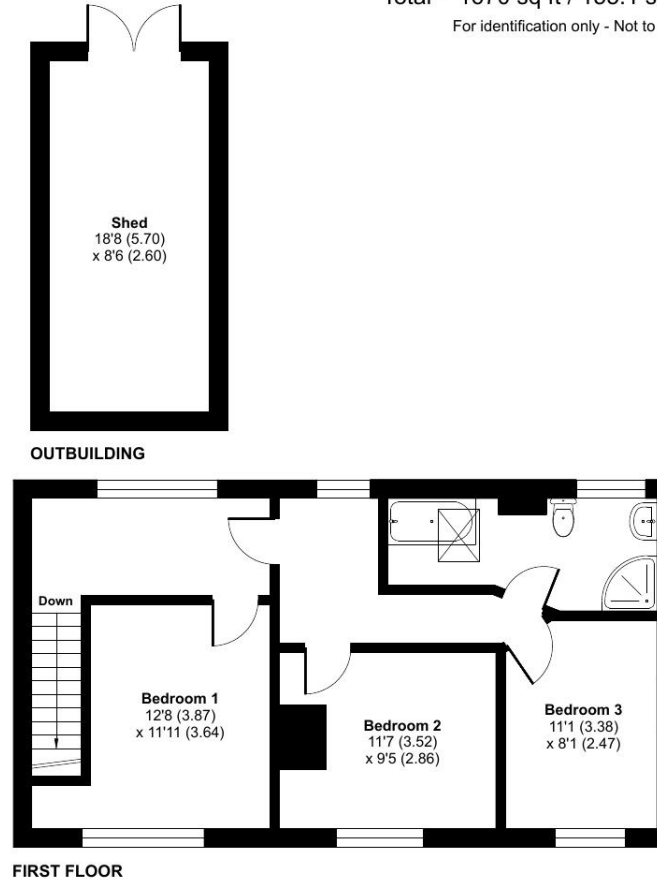 For identification only - Not to
Shed
18'8 (5.70)
x 8'6 (2.60)
OUTBUILDING
Down
Bedroom 1
12'8 (3.87)
x 11'11 (3.64)
Bedroom 2
11'7 (3.52)
x 9'5 (2.86)
Bedroom 3
11'1 (3.38)
x 8'1 (2.47)
FIRST FLOOR